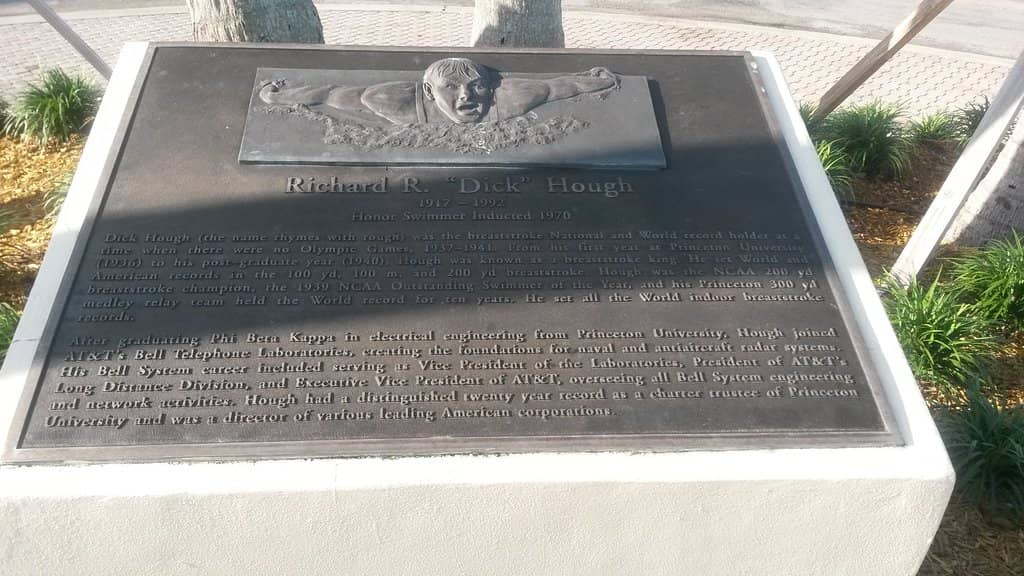 Richard R. "Dick" Hough
1917 – 1992
Honor Swimmer Inducted 1970
Dick Hough (the name rhymes with rough) was the breaststroke National and World record holder at a
time when there were no Olympic Games, 1937–1941. From his first year at Princeton University
(1936) to his post-graduate year (1940), Hough was known as a breaststroke king. He set World and
American records in the 100 yd, 100 m. and 200 yd breaststroke. Hough was the NCAA 200 yd
breaststroke champion, the 1939 NCAA Outstanding Swimmer of the Year, and his Princeton 300 yd
medley relay team held the World record for ten years. He set all the World indoor breaststroke
records.
After graduating Phi Beta Kappa in electrical engineering from Princeton University, Hough joined
AT&T's Bell Telephone Laboratories, creating the foundations for naval and antiaircraft radar systems.
His Bell System career included serving as Vice President of the Laboratories, President of AT&T's
Long Distance Division, and Executive Vice President of AT&T, overseeing all Bell System engineering
and network activities. Hough had a distinguished twenty year record as a charter trustee of Princeton
University and was a director of various leading American corporations.